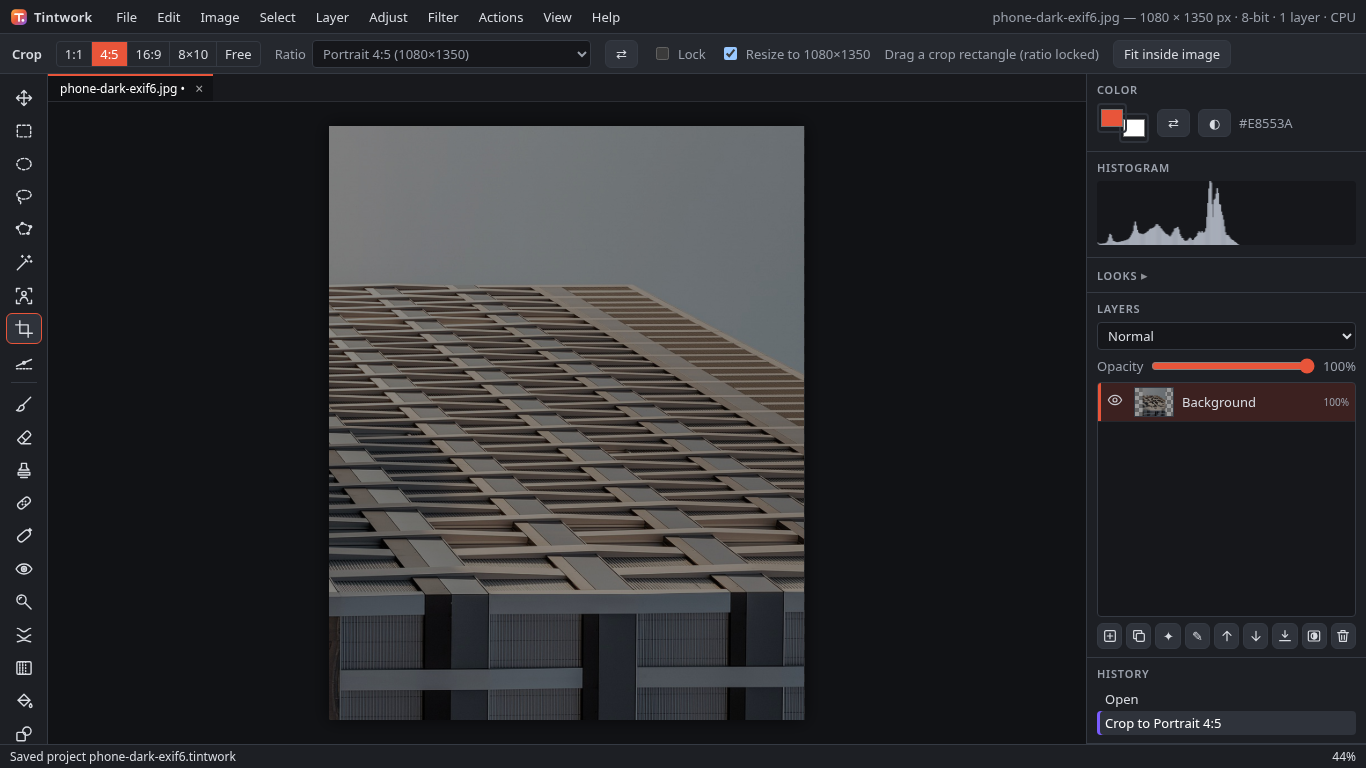 Tintwork File Edit Image Select Layer Adjust Filter Actions View Help phone-dark-exif6.jpg — 1080 × 1350 px · 8-bit · 1 layer · CPU
Crop 1:1 4:5 16:9 8×10 Free Ratio Portrait 4:5 (1080×1350) Lock Resize to 1080×1350 Drag a crop rectangle (ratio locked) Fit inside image
phone-dark-exif6.jpg • ×
COLOR
#E8553A
HISTOGRAM
LOOKS ▸
LAYERS
Normal
Opacity 100%
Background 100%
HISTORY
Open
Crop to Portrait 4:5
Saved project phone-dark-exif6.tintwork 44%